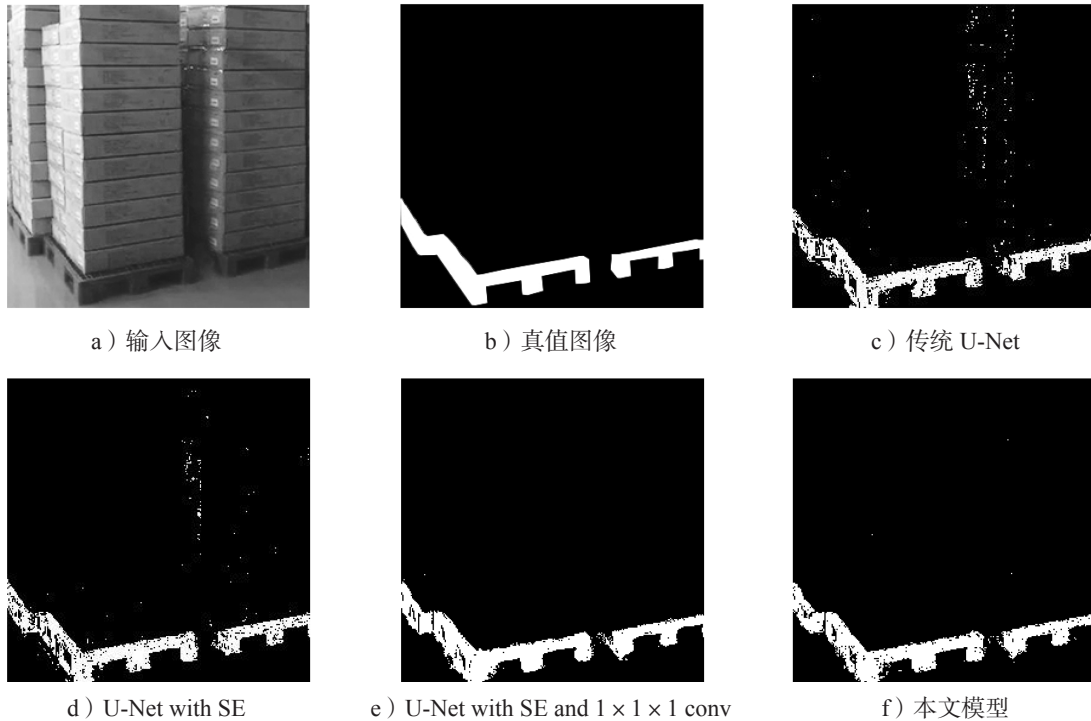 a）输入图像
b）真值图像
c）传统 U-Net
d）U-Net with SE
e）U-Net with SE and 1 × 1 × 1 conv
f）本文模型